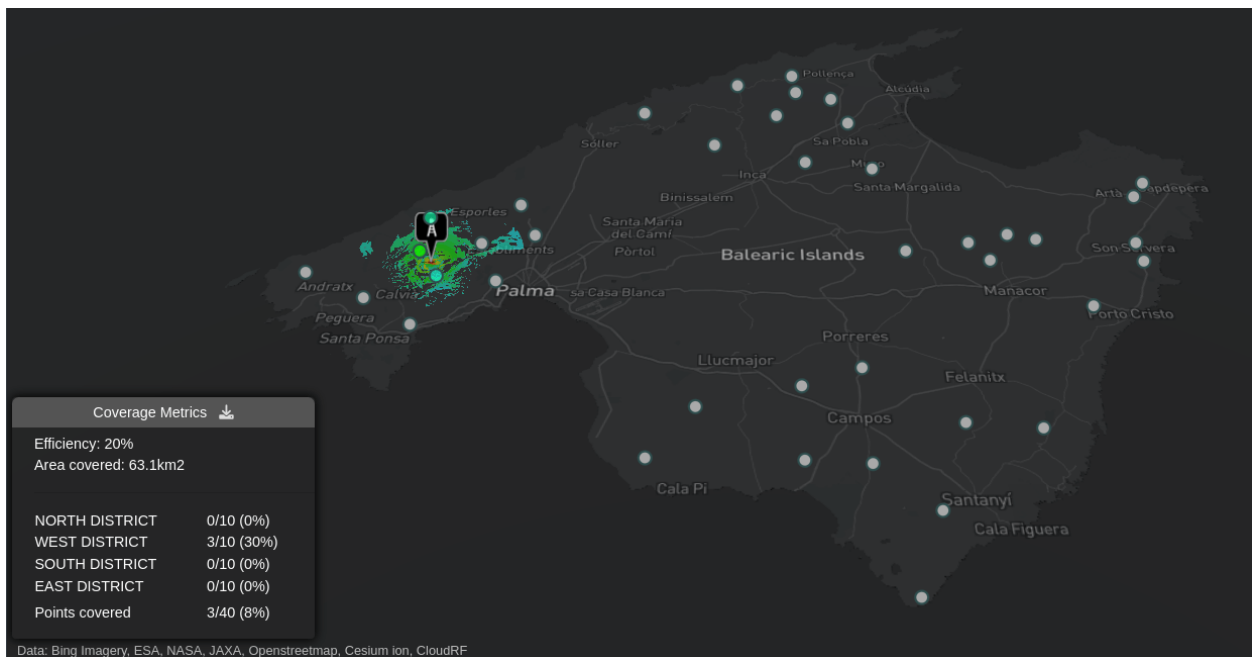 Pollença
Alcúdia
Sóller
Sa Pobla
Inca
Santa Margalida
Artà
Binissalem
Esporles
Santa Maria
del Camí
Pòrtol
Son Servera
Balearic Islands
Andratx
Calvià
Palma
sa Casa Blanca
Manacor
Peguera
Porto Cristo
Santa Ponsa
Porreres
Llucmajor
Felanitx
Campos
Cala Pi
Santanyí
Cala Figuera
Coverage Metrics
Efficiency: 20%
Area covered: 63.1km2
NORTH DISTRICT 0/10 (0%)
WEST DISTRICT 3/10 (30%)
SOUTH DISTRICT 0/10 (0%)
EAST DISTRICT 0/10 (0%)
Points covered 3/40 (8%)
Data: Bing Imagery, ESA, NASA, JAXA, Openstreetmap, Cesium ion, CloudRF